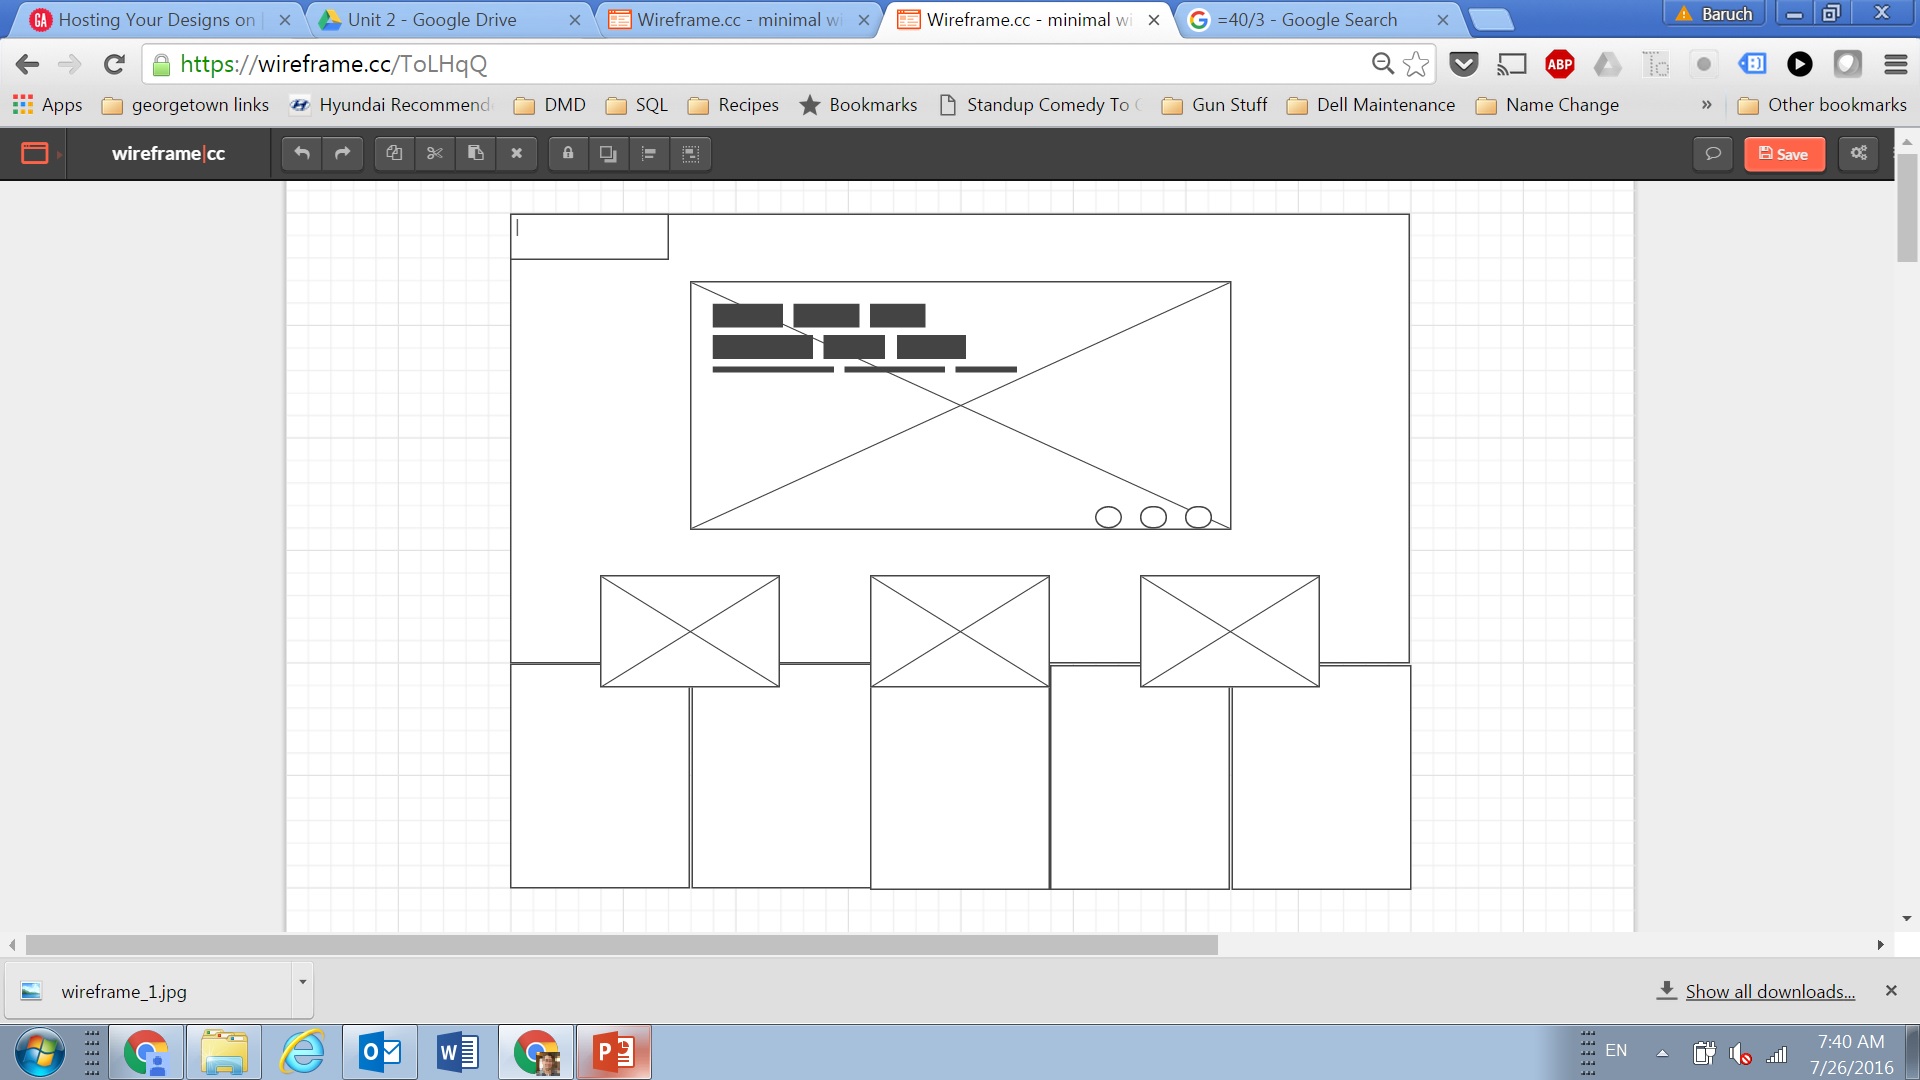 GA Hosting Your Designs on
Unit 2 - Google Drive
Wireframe.cc - minimal wi
Wireframe.cc - minimal wi
=40/3 - Google Search
Baruch
https://wireframe.cc/ToLHqQ
ABP
Apps
georgetown links
Hyundai Recommend
DMD
SQL
Recipes
Bookmarks
Standup Comedy To
Gun Stuff
Dell Maintenance
Name Change
»
Other bookmarks
wireframe|cc
Save
wireframe_1.jpg
Show all downloads...
EN
7:40 AM
7/26/2016